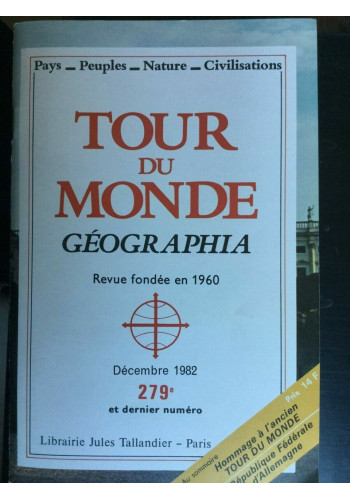 Pays – Peuples – Nature – Civilisations
TOUR
DU
MONDE
GÉOGRAPHIA
Revue fondée en 1960
Décembre 1982
279e
et dernier numéro
Librairie Jules Tallandier – Paris
Prix 14 F
Au sommaire
Hommage à l'ancien
TOUR DU MONDE
République Fédérale
d'Allemagne